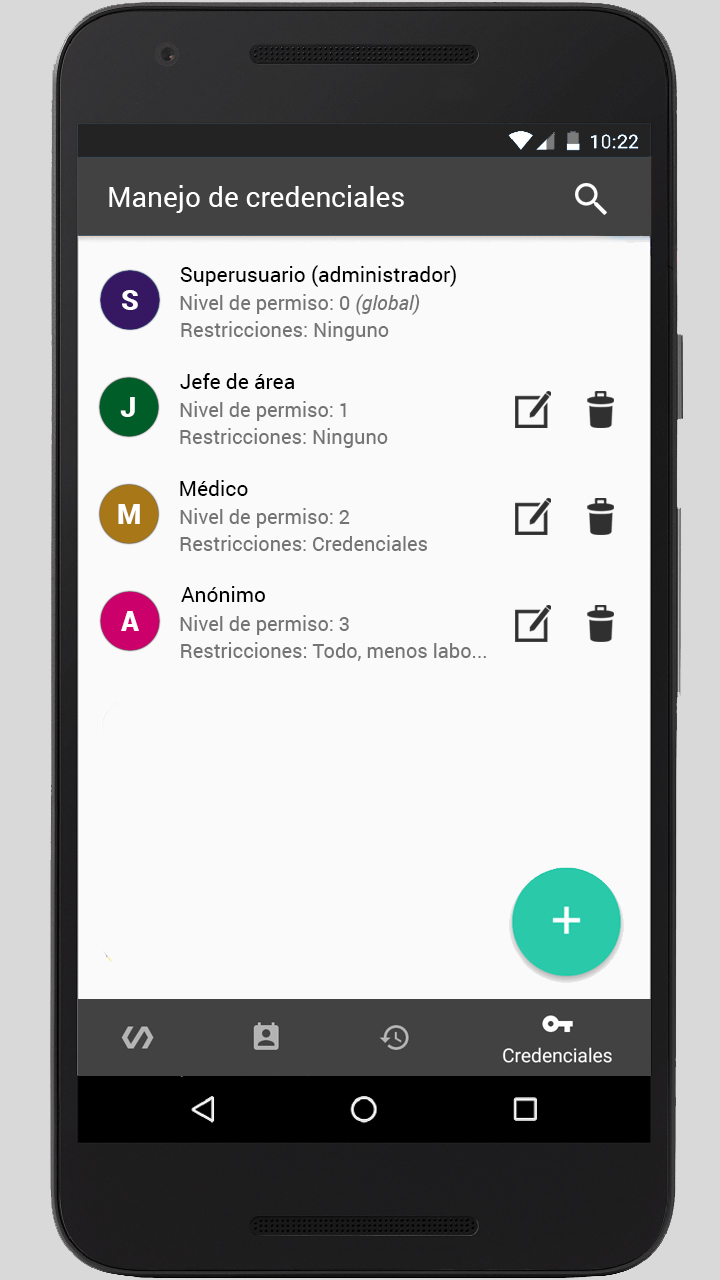 10:22
Manejo de credenciales
S
Superusuario (administrador)
Nivel de permiso: 0 (global)
Restricciones: Ninguno
J
Jefe de área
Nivel de permiso: 1
Restricciones: Ninguno
M
Médico
Nivel de permiso: 2
Restricciones: Credenciales
A
Anónimo
Nivel de permiso: 3
Restricciones: Todo, menos labo...
+
Credenciales